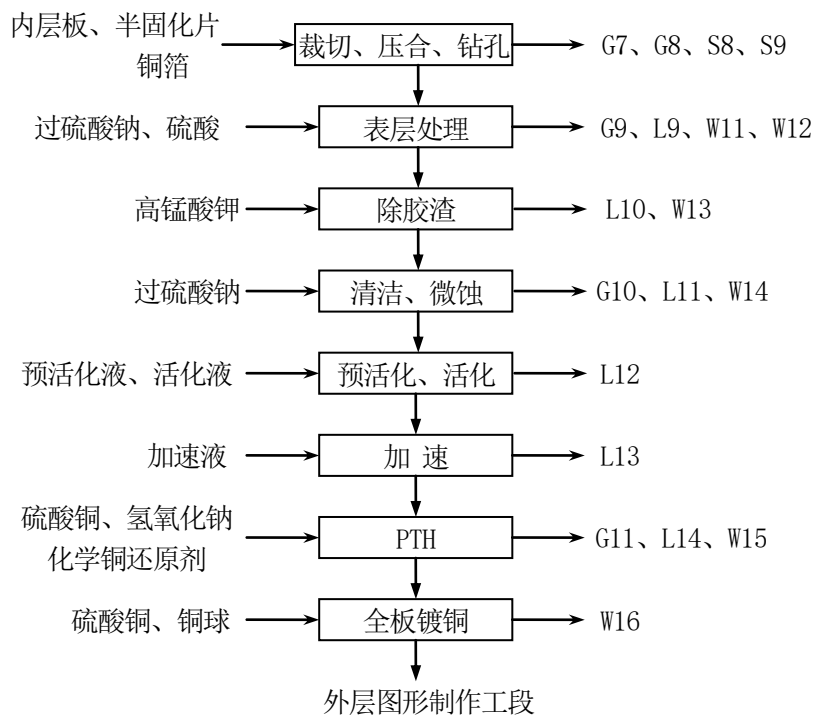 内层板、半固化片
铜箔
裁切、压合、钻孔
G7、G8、S8、S9
过硫酸钠、硫酸
表层处理
G9、L9、W11、W12
高锰酸钾
除胶渣
L10、W13
过硫酸钠
清洁、微蚀
G10、L11、W14
预活化液、活化液
预活化、活化
L12
加速液
加 速
L13
硫酸铜、氢氧化钠
化学铜还原剂
PTH
G11、L14、W15
硫酸铜、铜球
全板镀铜
W16
外层图形制作工段